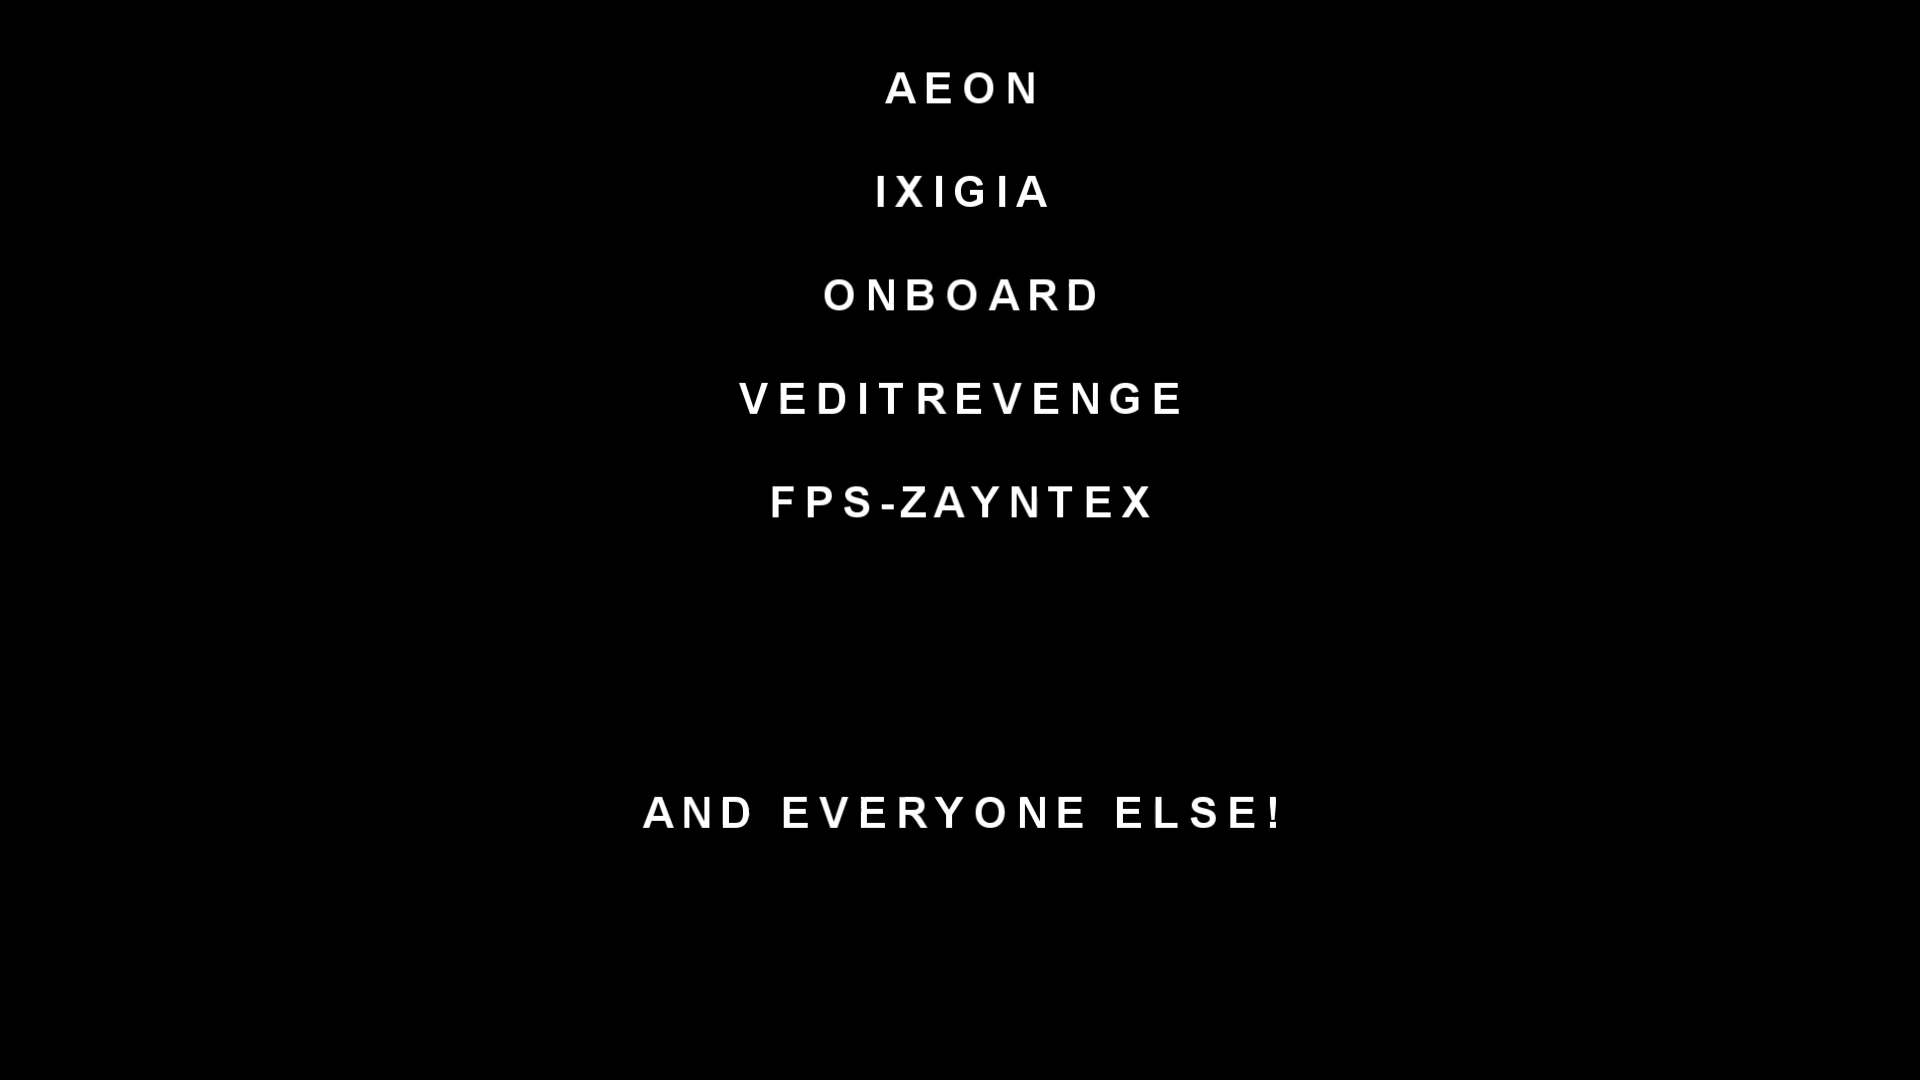 AEON
IXIGIA
ONBOARD
VEDITREVENGE
FPS-ZAYNTEX
AND EVERYONE ELSE!